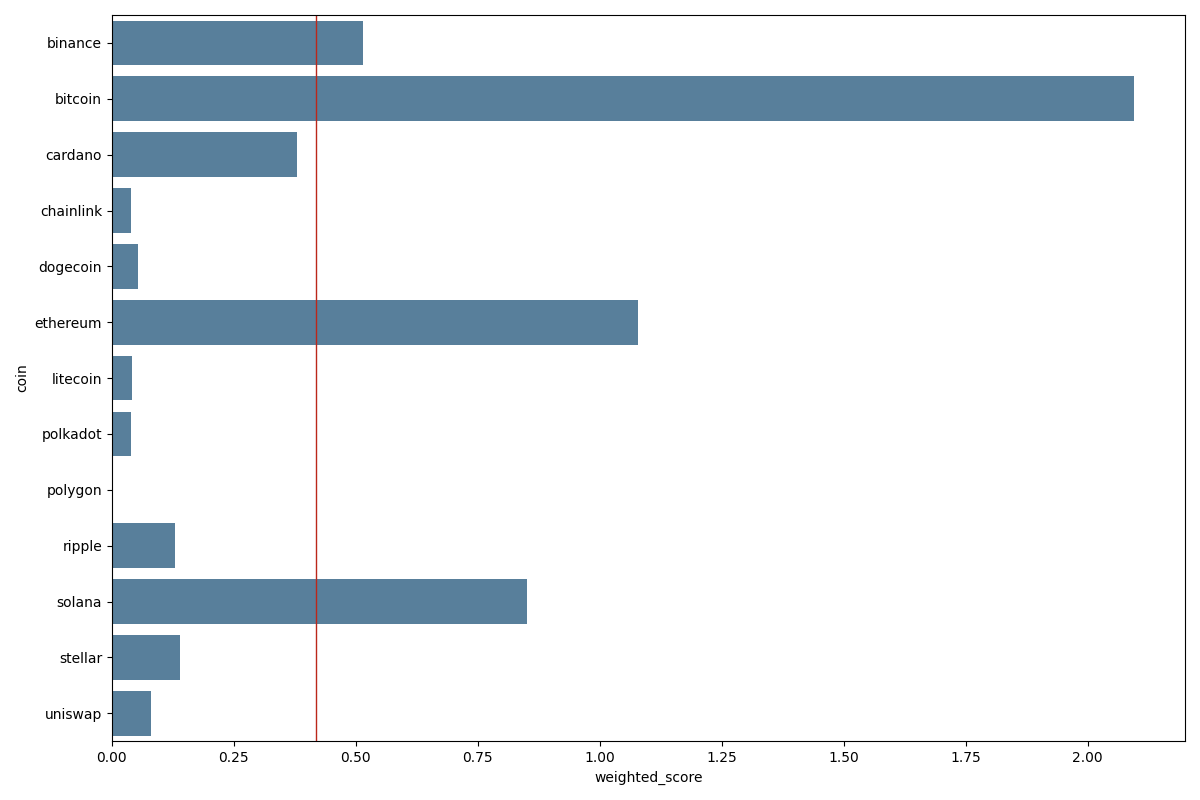 binance
bitcoin
cardano
chainlink
dogecoin
ethereum
litecoin
polkadot
polygon
ripple
solana
stellar
uniswap
coin
0.00 0.25 0.50 0.75 1.00 1.25 1.50 1.75 2.00
weighted_score